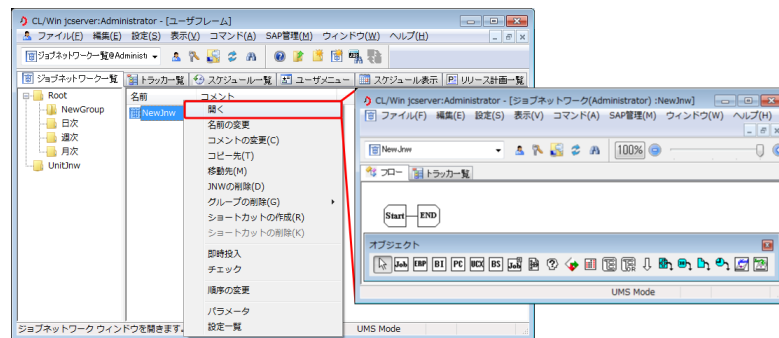 CL/Win jcserver:Administrator - [ユーザフレーム]
ファイル(F) 編集(E) 設定(S) 表示(V) コマンド(A) SAP管理(M) ウィンドウ(W) ヘルプ(H)
ジョブネットワーク一覧@Administ
ジョブネットワーク一覧 トラッカ一覧 スケジュール一覧 ユーザメニュー スケジュール表示 リリース計画一覧
Root
NewGroup
日次
週次
月次
UnitJnw
名前 コメント
NewJnw
開く
名前の変更
コメントの変更(C)
コピー先(T)
移動先(M)
JNWの削除(D)
グループの削除(G)
ショートカットの作成(R)
ショートカットの削除(K)
即時投入
チェック
順序の変更
パラメータ
設定一覧
ジョブネットワーク ウィンドウを開きます。
UMS Mode
CL/Win jcserver:Administrator - [ジョブネットワーク(Administrator) :NewJnw]
ファイル(F) 編集(E) 設定(S) 表示(V) コマンド(A) SAP管理(M) ウィンドウ(W) ヘルプ(H)
NewJnw 100%
フロー トラッカ一覧
Start END
オブジェクト
Job ERP BI PC UCX BS Job
UMS Mode